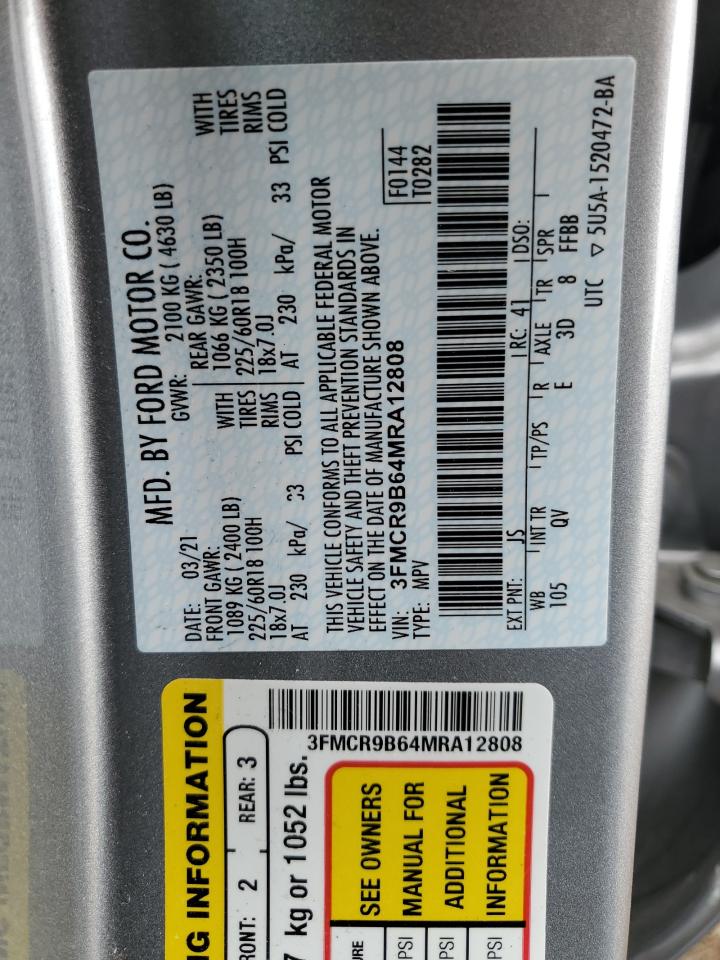 MFD. BY FORD MOTOR CO.
DATE: 03/21 GVWR: 2100 KG ( 4630 LB)
FRONT GAWR: REAR GAWR:
1089 KG (2400 LB) WITH 1066 KG ( 2350 LB) WITH
225/60R18 100H TIRES 225/60R18 100H TIRES
18x7.0J RIMS 18x7.0J RIMS
AT 230 kPa/ 33 PSI COLD AT 230 kPa/ 33 PSI COLD
THIS VEHICLE CONFORMS TO ALL APPLICABLE FEDERAL MOTOR
VEHICLE SAFETY AND THEFT PREVENTION STANDARDS IN
EFFECT ON THE DATE OF MANUFACTURE SHOWN ABOVE.
VIN: 3FMCR9B64MRA12808 F0144
TYPE: MPV T0282
EXT PNT: JS RC: 41 DSO:
WB INT TR TP/PS R AXLE TR SPR
105 QV E 3D 8 FFBB
UTC ▽ 5U5A-1520472-BA
NG INFORMATION
FRONT: 2 REAR: 3
kg or 1052 lbs.
3FMCR9B64MRA12808
SEE OWNERS
MANUAL FOR
ADDITIONAL
INFORMATION
PSI
PSI
PSI